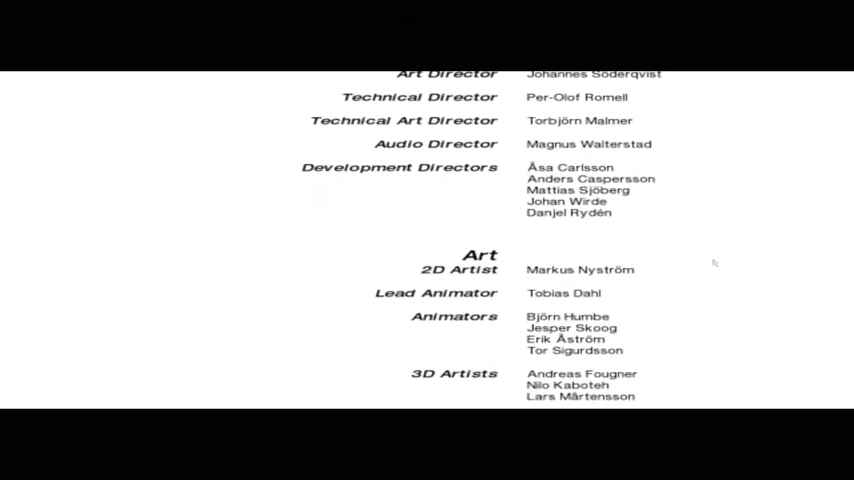 Art Director Johannes Söderqvist
Technical Director Per-Olof Romell
Technical Art Director Torbjörn Malmer
Audio Director Magnus Walterstad
Development Directors Åsa Carlsson
Anders Caspersson
Mattias Sjöberg
Johan Wirde
Danjel Rydén
Art
2D Artist Markus Nyström
Lead Animator Tobias Dahl
Animators Björn Humbe
Jesper Skoog
Erik Åström
Tor Sigurdsson
3D Artists Andreas Fougner
Nilo Kaboteh
Lars Mårtensson